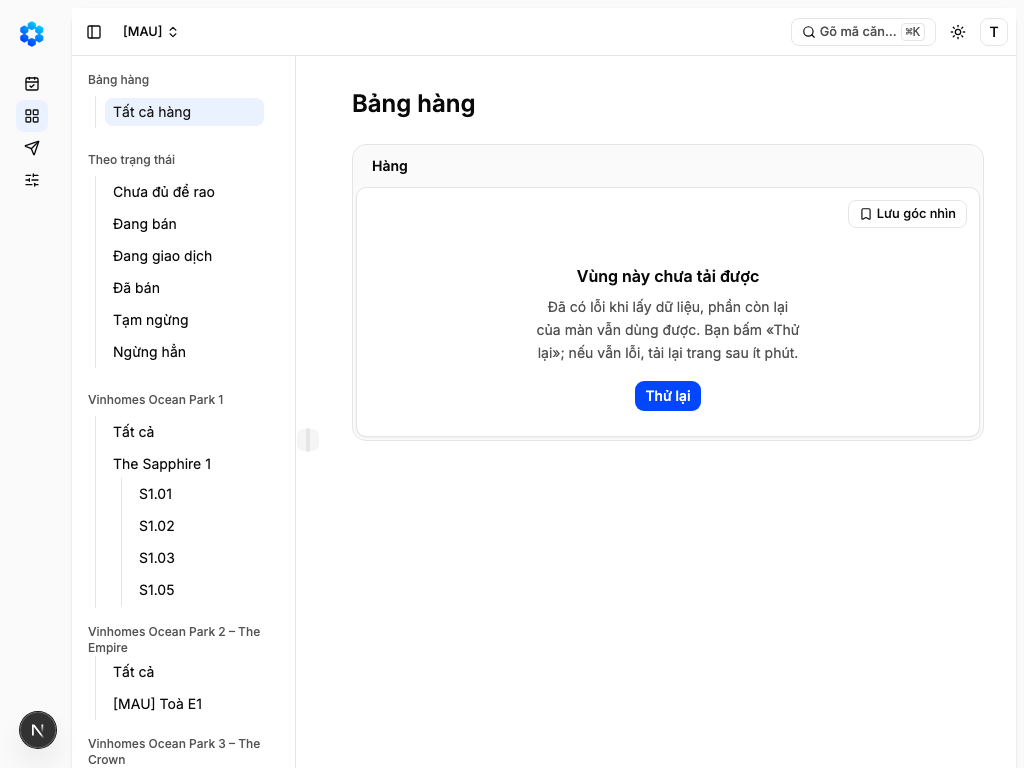 [MAU]
Gõ mã căn... ⌘K
T
Bảng hàng
Tất cả hàng
Theo trạng thái
Chưa đủ để rao
Đang bán
Đang giao dịch
Đã bán
Tạm ngừng
Ngừng hẳn
Vinhomes Ocean Park 1
Tất cả
The Sapphire 1
S1.01
S1.02
S1.03
S1.05
Vinhomes Ocean Park 2 – The
Empire
Tất cả
[MAU] Toà E1
Vinhomes Ocean Park 3 – The
Crown
N
Bảng hàng
Hàng
Lưu góc nhìn
Vùng này chưa tải được
Đã có lỗi khi lấy dữ liệu, phần còn lại
của màn vẫn dùng được. Bạn bấm «Thử
lại»; nếu vẫn lỗi, tải lại trang sau ít phút.
Thử lại